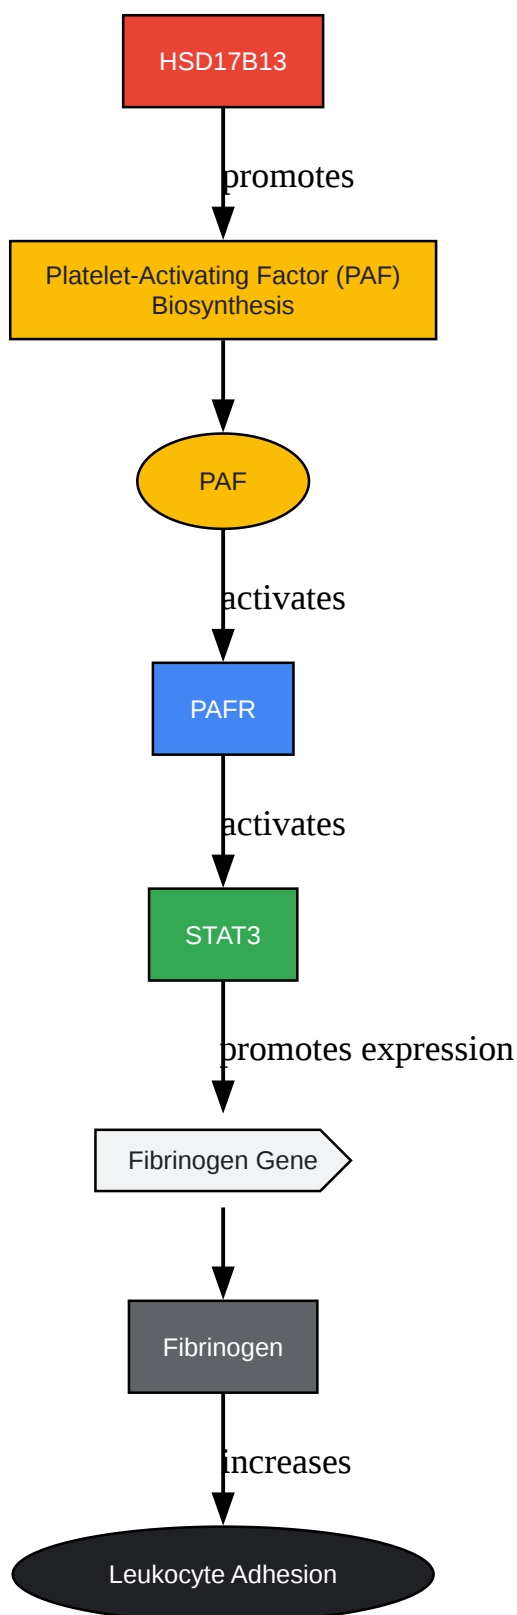 HSD17B13
promotes
Platelet-Activating Factor (PAF)
Biosynthesis
PAF
activates
PAFR
activates
STAT3
promotes expression
Fibrinogen Gene
Fibrinogen
increases
Leukocyte Adhesion